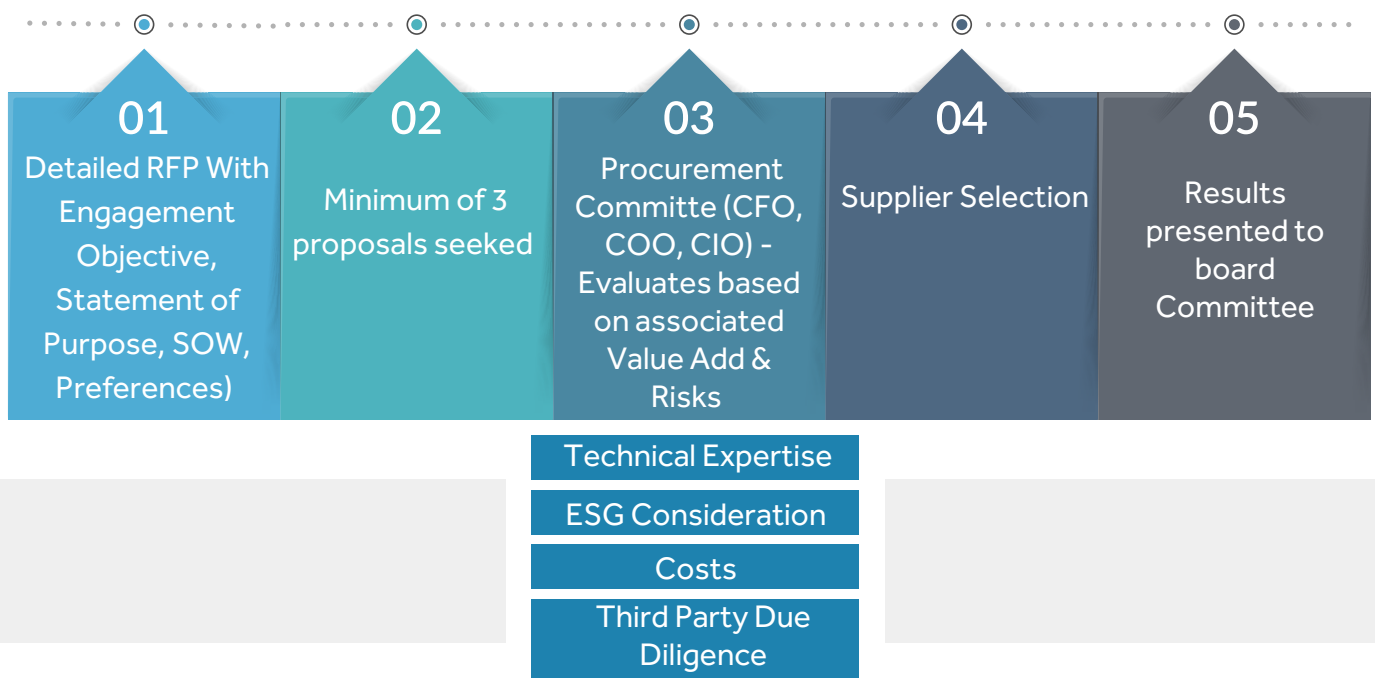 01
Detailed RFP With
Engagement
Objective,
Statement of
Purpose, SOW,
Preferences)
02
Minimum of 3
proposals seeked
03
Procurement
Committe (CFO,
COO, CIO) -
Evaluates based
on associated
Value Add &
Risks
04
Supplier Selection
05
Results
presented to
board
Committee
Technical Expertise
ESG Consideration
Costs
Third Party Due
Diligence